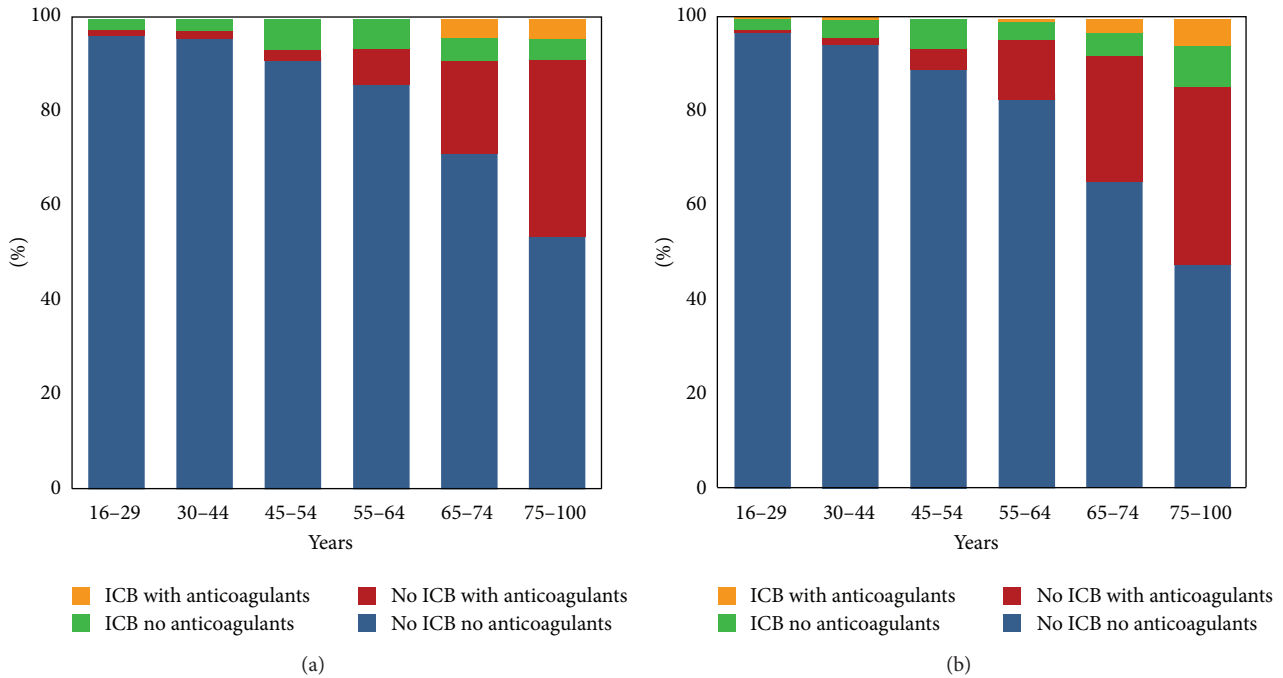 100
80
60
40
20
0
(%)
16–29 30–44 45–54 55–64 65–74 75–100
Years
ICB with anticoagulants No ICB with anticoagulants
ICB no anticoagulants No ICB no anticoagulants
(a)
100
80
60
40
20
0
(%)
16–29 30–44 45–54 55–64 65–74 75–100
Years
ICB with anticoagulants No ICB with anticoagulants
ICB no anticoagulants No ICB no anticoagulants
(b)